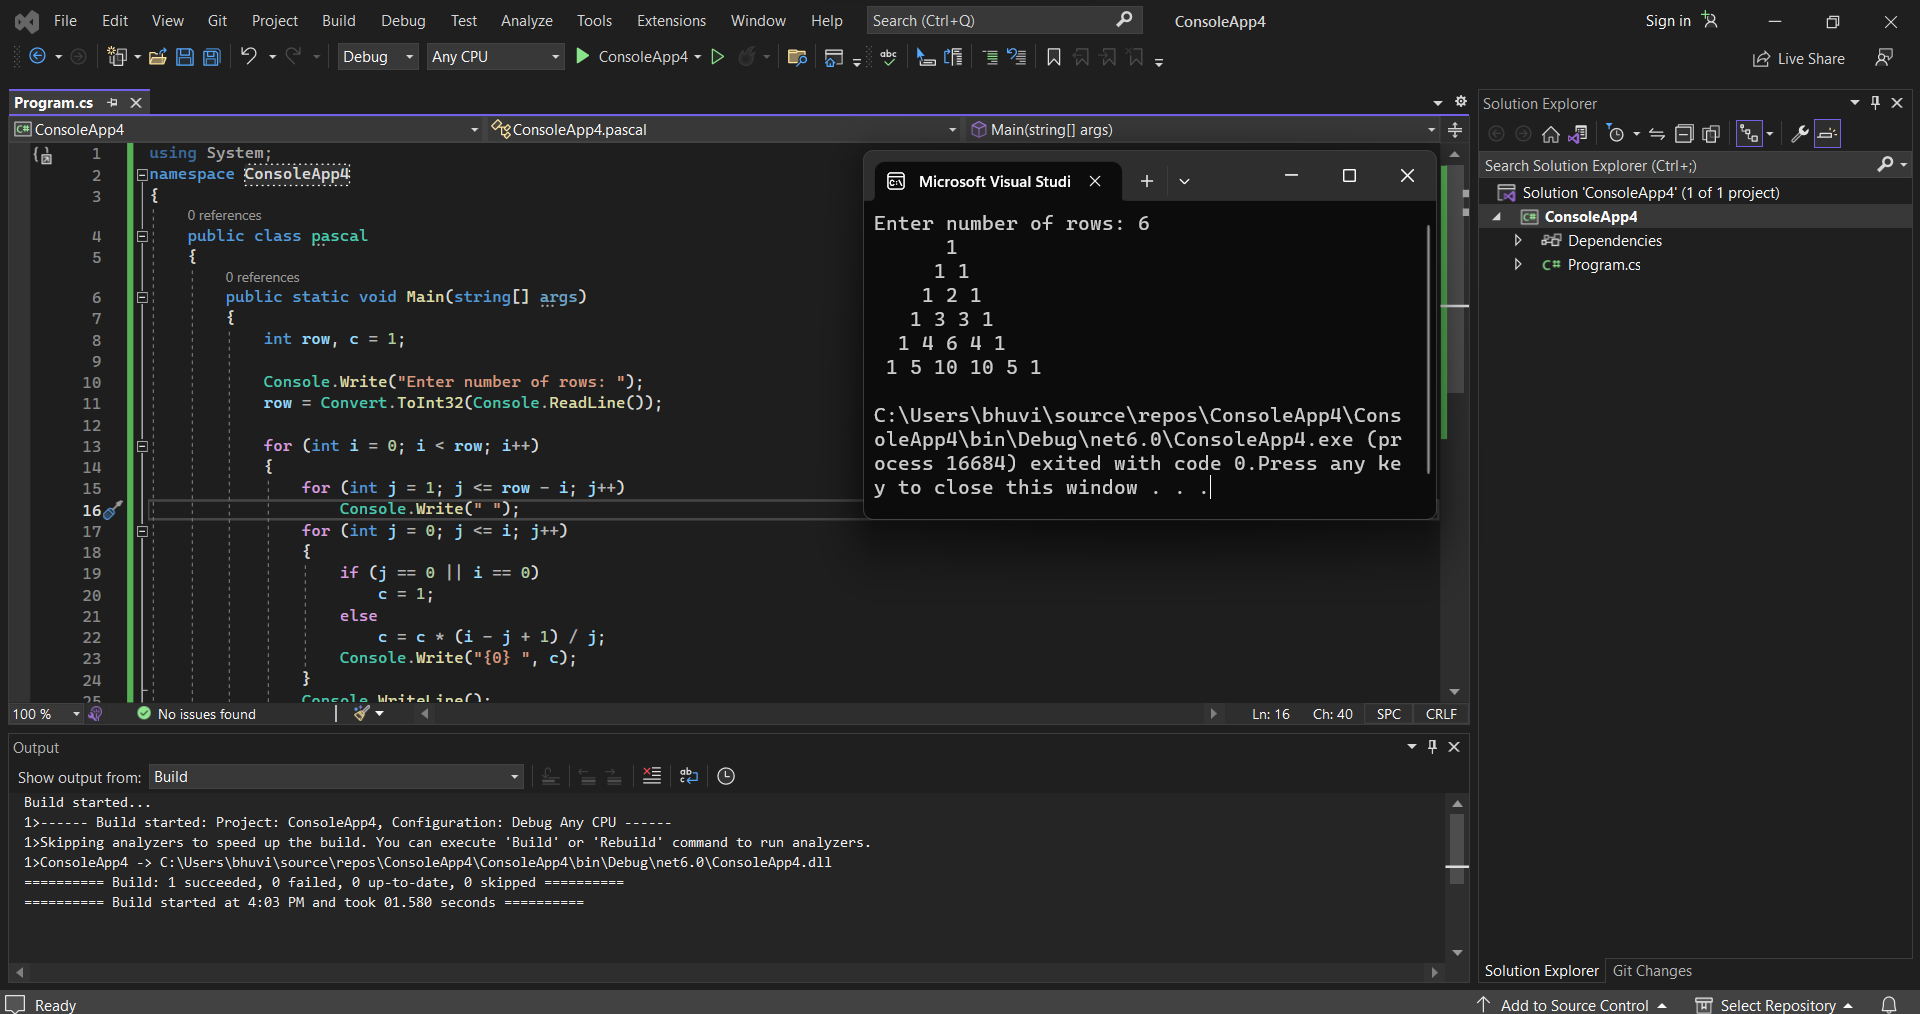 File Edit View Git Project Build Debug Test Analyze Tools Extensions Window Help Search (Ctrl+Q) ConsoleApp4 Sign in
Debug Any CPU ConsoleApp4 Live Share
Program.cs
ConsoleApp4 ConsoleApp4.pascal Main(string[] args)
1 using System;
2 namespace ConsoleApp4
3 {
0 references
4 public class pascal
5 {
0 references
6 public static void Main(string[] args)
7 {
8 int row, c = 1;
9
10 Console.Write("Enter number of rows: ");
11 row = Convert.ToInt32(Console.ReadLine());
12
13 for (int i = 0; i < row; i++)
14 {
15 for (int j = 1; j <= row - i; j++)
16 Console.Write(" ");
17 for (int j = 0; j <= i; j++)
18 {
19 if (j == 0 || i == 0)
20 c = 1;
21 else
22 c = c * (i - j + 1) / j;
23 Console.Write("{0} ", c);
24 }
25 Console.WriteLine();
100 % No issues found Ln: 16 Ch: 40 SPC CRLF
Microsoft Visual Studi
Enter number of rows: 6
1
1 1
1 2 1
1 3 3 1
1 4 6 4 1
1 5 10 10 5 1
C:\Users\bhuvi\source\repos\ConsoleApp4\Cons
oleApp4\bin\Debug\net6.0\ConsoleApp4.exe (pr
ocess 16684) exited with code 0.Press any ke
y to close this window . . .
Output
Show output from: Build
Build started...
1>------ Build started: Project: ConsoleApp4, Configuration: Debug Any CPU ------
1>Skipping analyzers to speed up the build. You can execute 'Build' or 'Rebuild' command to run analyzers.
1>ConsoleApp4 -> C:\Users\bhuvi\source\repos\ConsoleApp4\ConsoleApp4\bin\Debug\net6.0\ConsoleApp4.dll
========== Build: 1 succeeded, 0 failed, 0 up-to-date, 0 skipped ==========
========== Build started at 4:03 PM and took 01.580 seconds ==========
Solution Explorer
Search Solution Explorer (Ctrl+;)
Solution 'ConsoleApp4' (1 of 1 project)
C# ConsoleApp4
Dependencies
C# Program.cs
Solution Explorer Git Changes
Ready Add to Source Control Select Repository